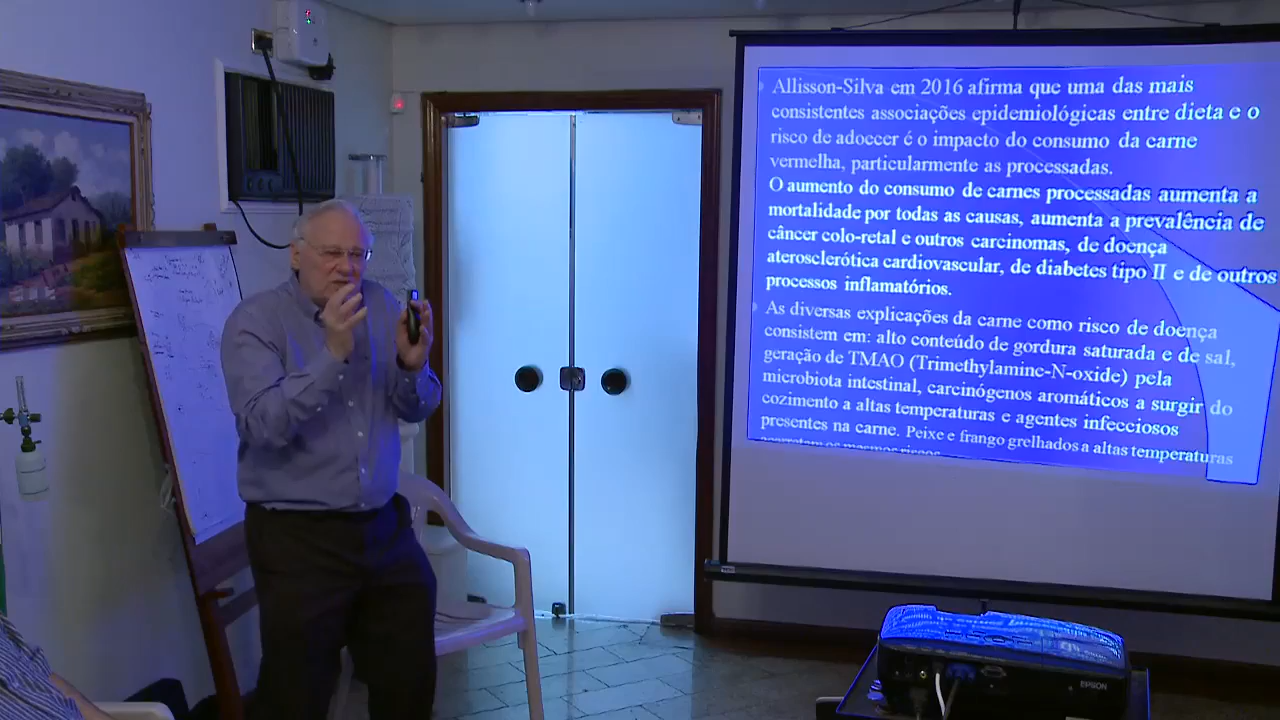 Allisson-Silva em 2016 afirma que uma das mais
consistentes associações epidemiológicas entre dieta e o
risco de adoecer é o impacto do consumo da carne
vermelha, particularmente as processadas.
O aumento do consumo de carnes processadas aumenta a
mortalidade por todas as causas, aumenta a prevalência de
câncer colo-retal e outros carcinomas, de doença
aterosclerótica cardiovascular, de diabetes tipo II e de outros
processos inflamatórios.
As diversas explicações da carne como risco de doença
consistem em: alto conteúdo de gordura saturada e de sal,
geração de TMAO (Trimethylamine-N-oxide) pela
microbiota intestinal, carcinógenos aromáticos a surgir do
cozimento a altas temperaturas e agentes infecciosos
presentes na carne. Peixe e frango grelhados a altas temperaturas
EPSON